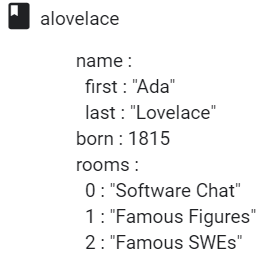 alovelace
name :
first : "Ada"
last : "Lovelace"
born : 1815
rooms :
0 : "Software Chat"
1 : "Famous Figures"
2 : "Famous SWEs"